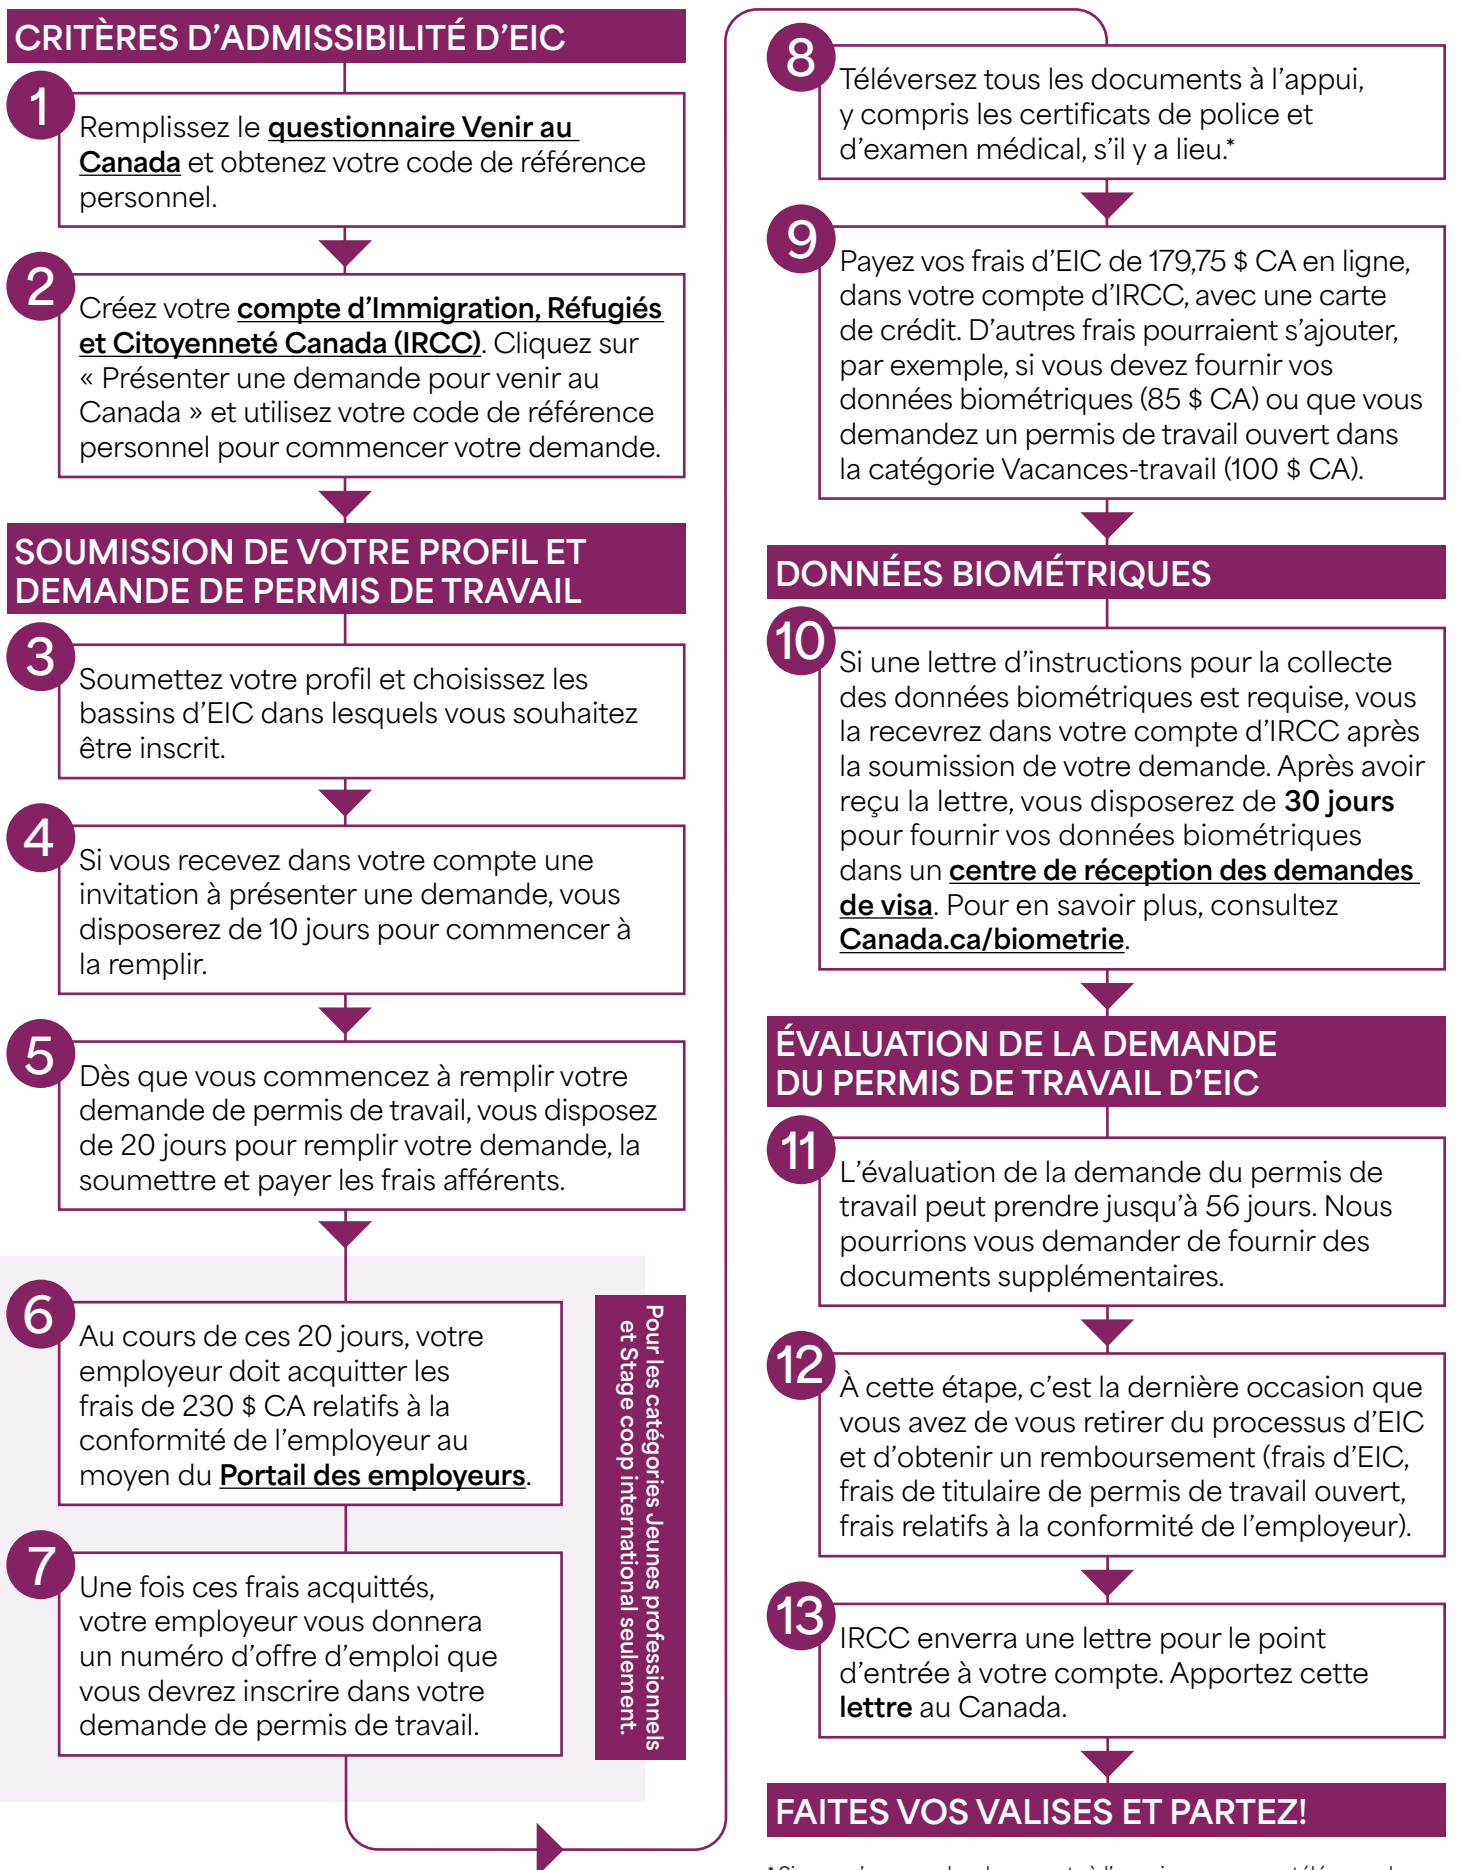 CRITÈRES D’ADMISSIBILITÉ D’EIC
1
Remplissez le questionnaire Venir au
Canada et obtenez votre code de référence
personnel.
2
Créez votre compte d’Immigration, Réfugiés
et Citoyenneté Canada (IRCC). Cliquez sur
« Présenter une demande pour venir au
Canada » et utilisez votre code de référence
personnel pour commencer votre demande.
SOUMISSION DE VOTRE PROFIL ET
DEMANDE DE PERMIS DE TRAVAIL
3
Soumettez votre profil et choisissez les
bassins d’EIC dans lesquels vous souhaitez
être inscrit.
4
Si vous recevez dans votre compte une
invitation à présenter une demande, vous
disposerez de 10 jours pour commencer à
la remplir.
5
Dès que vous commencez à remplir votre
demande de permis de travail, vous disposez
de 20 jours pour remplir votre demande, la
soumettre et payer les frais afférents.
6
Au cours de ces 20 jours, votre
employeur doit acquitter les
frais de 230 $ CA relatifs à la
conformité de l’employeur au
moyen du Portail des employeurs.
7
Une fois ces frais acquittés,
votre employeur vous donnera
un numéro d’offre d’emploi que
vous devrez inscrire dans votre
demande de permis de travail.
Pour les catégories Jeunes professionnels
et Stage coop international seulement.
8
Téléversez tous les documents à l’appui,
y compris les certificats de police et
d’examen médical, s’il y a lieu.*
9
Payez vos frais d’EIC de 179,75 $ CA en ligne,
dans votre compte d’IRCC, avec une carte
de crédit. D’autres frais pourraient s’ajouter,
par exemple, si vous devez fournir vos
données biométriques (85 $ CA) ou que vous
demandez un permis de travail ouvert dans
la catégorie Vacances-travail (100 $ CA).
DONNÉES BIOMÉTRIQUES
10
Si une lettre d’instructions pour la collecte
des données biométriques est requise, vous
la recevrez dans votre compte d’IRCC après
la soumission de votre demande. Après avoir
reçu la lettre, vous disposerez de 30 jours
pour fournir vos données biométriques
dans un centre de réception des demandes
de visa. Pour en savoir plus, consultez
Canada.ca/biometrie.
ÉVALUATION DE LA DEMANDE
DU PERMIS DE TRAVAIL D’EIC
11
L’évaluation de la demande du permis de
travail peut prendre jusqu’à 56 jours. Nous
pourrions vous demander de fournir des
documents supplémentaires.
12
À cette étape, c’est la dernière occasion que
vous avez de vous retirer du processus d’EIC
et d’obtenir un remboursement (frais d’EIC,
frais de titulaire de permis de travail ouvert,
frais relatifs à la conformité de l’employeur).
13
IRCC enverra une lettre pour le point
d’entrée à votre compte. Apportez cette
lettre au Canada.
FAITES VOS VALISES ET PARTEZ!